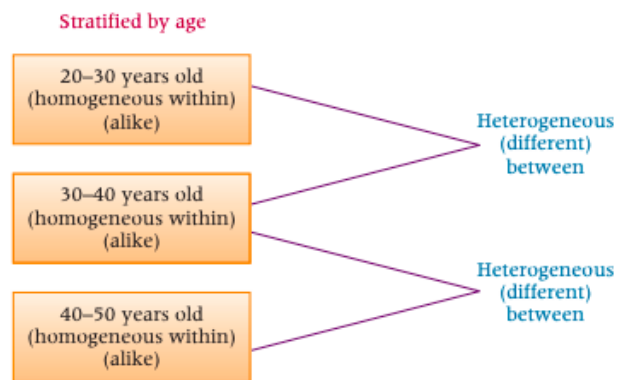 Stratified by age
20–30 years old
(homogeneous within)
(alike)
Heterogeneous
(different)
between
30–40 years old
(homogeneous within)
(alike)
Heterogeneous
(different)
between
40–50 years old
(homogeneous within)
(alike)